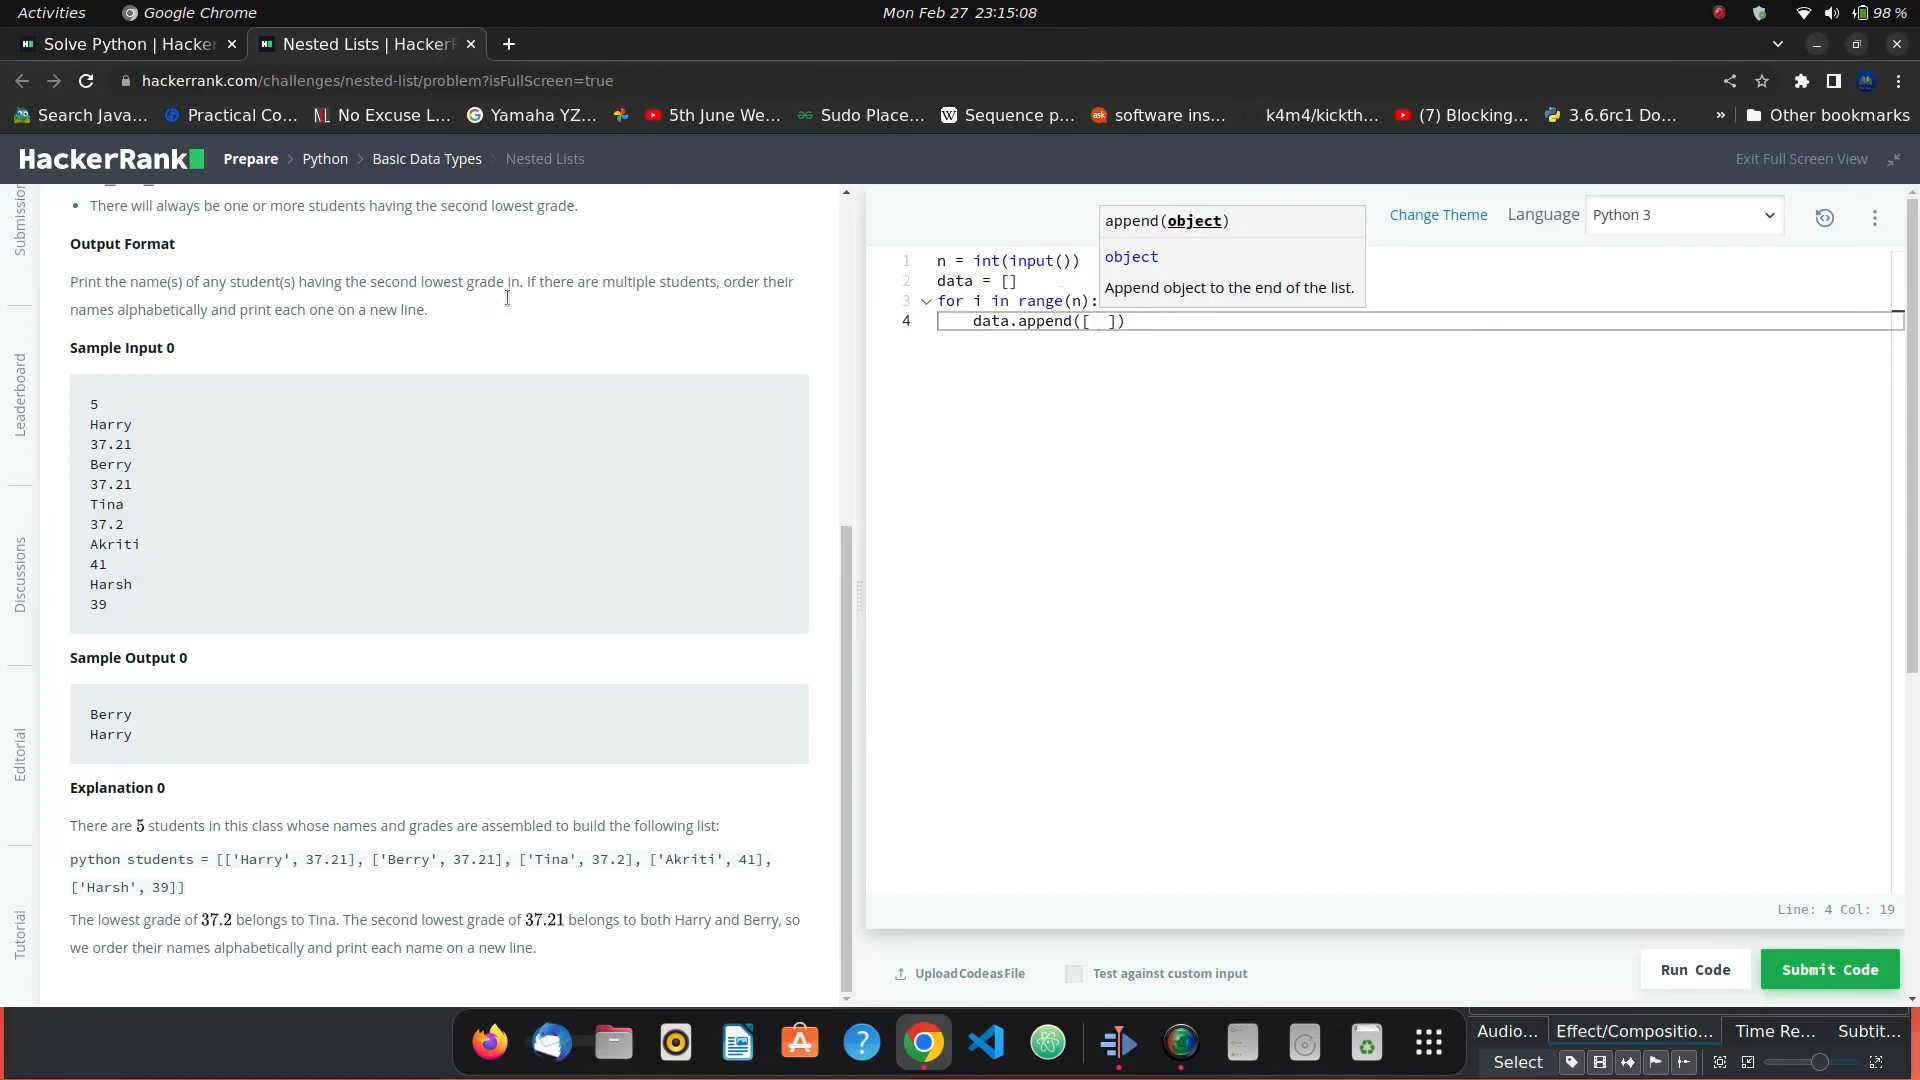 Activities Google Chrome Mon Feb 27 23:15:08 98 %
Solve Python | Hacker Nested Lists | HackerR
hackerrank.com/challenges/nested-list/problem?isFullScreen=true
Search Java... Practical Co... No Excuse L... Yamaha YZ... 5th June We... Sudo Place... Sequence p... software ins... k4m4/kickth... (7) Blocking... 3.6.6rc1 Do... » Other bookmarks
HackerRank Prepare > Python > Basic Data Types > Nested Lists Exit Full Screen View
Submission
Leaderboard
Discussions
Editorial
Tutorial
• There will always be one or more students having the second lowest grade.
Output Format
Print the name(s) of any student(s) having the second lowest grade in. If there are multiple students, order their
names alphabetically and print each one on a new line.
Sample Input 0
5
Harry
37.21
Berry
37.21
Tina
37.2
Akriti
41
Harsh
39
Sample Output 0
Berry
Harry
Explanation 0
There are 5 students in this class whose names and grades are assembled to build the following list:
python students = [['Harry', 37.21], ['Berry', 37.21], ['Tina', 37.2], ['Akriti', 41],
['Harsh', 39]]
The lowest grade of 37.2 belongs to Tina. The second lowest grade of 37.21 belongs to both Harry and Berry, so
we order their names alphabetically and print each name on a new line.
Change Theme Language Python 3
append(object)
object
Append object to the end of the list.
1 n = int(input())
2 data = []
3 for i in range(n):
4 data.append([ ])
Line: 4 Col: 19
Upload Code as File Test against custom input Run Code Submit Code
Audio... Effect/Compositio... Time Re... Subtit...
Select